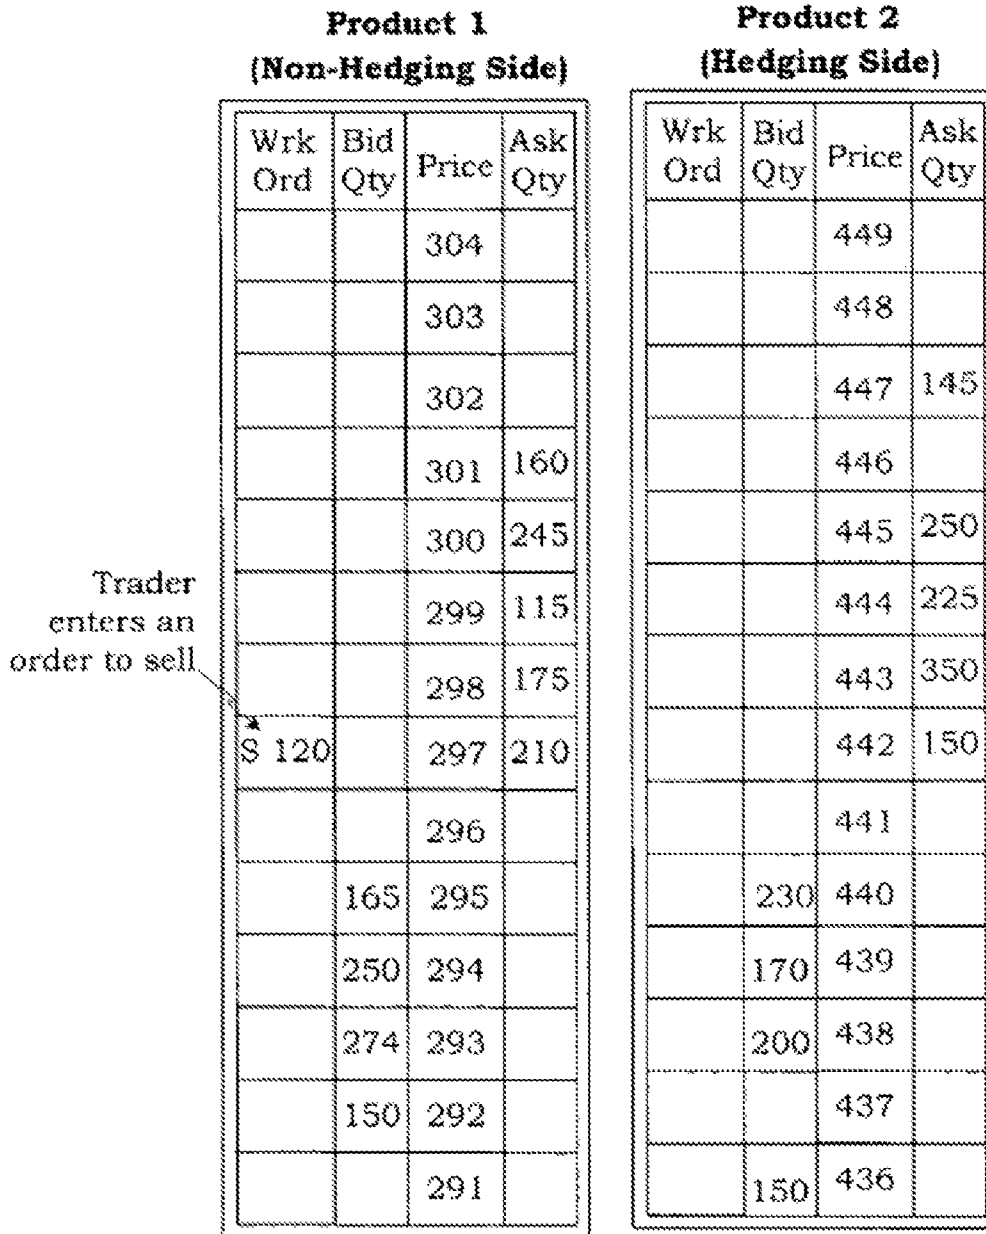 Product 1
(Non-Hedging Side)
Wrk Ord Bid Qty Price Ask Qty
304
303
302
301 160
300 245
299 115
298 175
S 120 297 210
296
165 295
250 294
274 293
150 292
291
Trader
enters an
order to sell
Product 2
(Hedging Side)
Wrk Ord Bid Qty Price Ask Qty
449
448
447 145
446
445 250
444 225
443 350
442 150
441
230 440
170 439
200 438
437
150 436